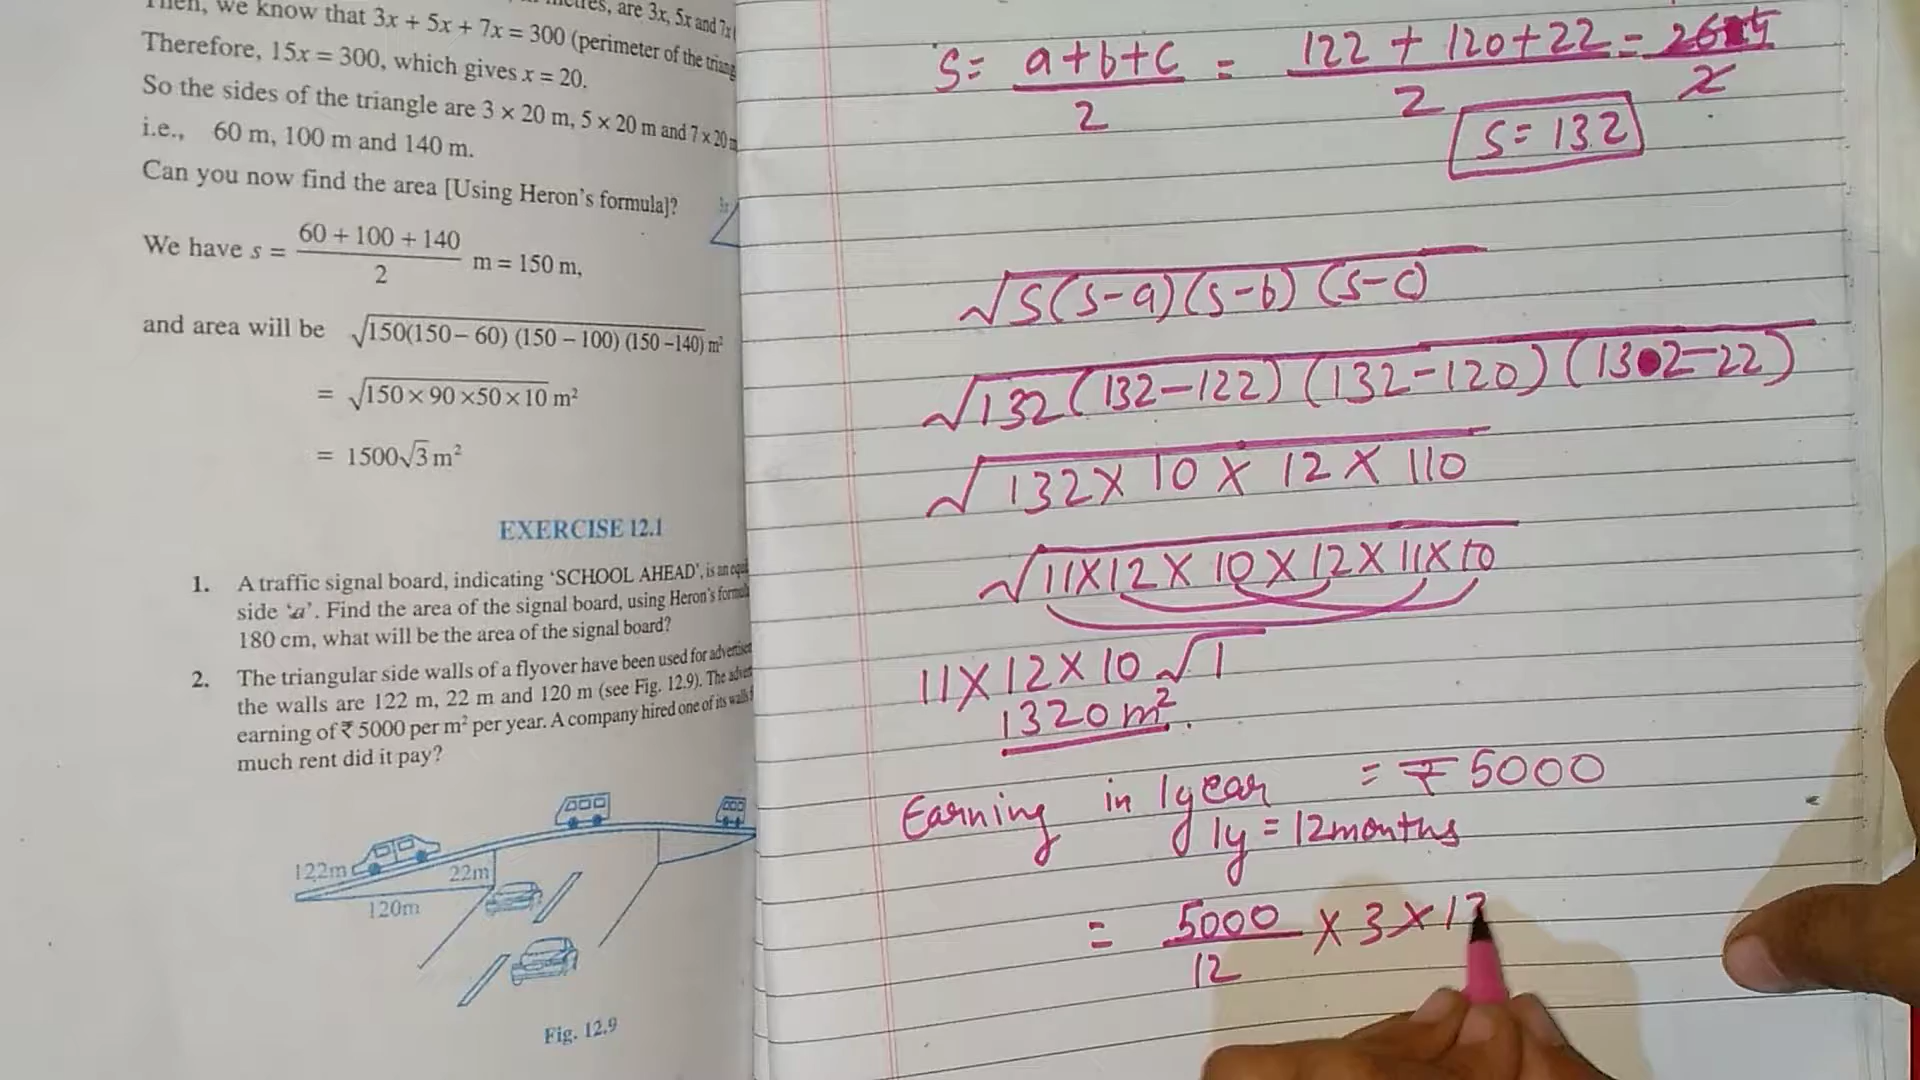 we know that 3x + 5x + 7x = 300 (perimeter of the
Therefore, 15x = 300, which gives x = 20.
So the sides of the triangle are 3 × 20 m, 5 × 20 m and 7 × 20
i.e., 60 m, 100 m and 140 m.
Can you now find the area [Using Heron's formula]?
We have s = (60 + 100 + 140)/2 m = 150 m,
and area will be √150(150 – 60) (150 – 100) (150 –140) m²
= √150 × 90 ×50 × 10 m²
= 1500√3 m²
EXERCISE 12.1
1. A traffic signal board, indicating 'SCHOOL AHEAD', is an
side 'a'. Find the area of the signal board, using Heron's
180 cm, what will be the area of the signal board?
2. The triangular side walls of a flyover have been used for
the walls are 122 m, 22 m and 120 m (see Fig. 12.9). The
earning of ₹ 5000 per m² per year. A company hired one of its
much rent did it pay?
122m
22m
120m
Fig. 12.9
S = a+b+c / 2 = 122 + 120+22 / 2 = 264 / 2
S = 132
√S(s-a)(s-b)(s-c)
√132(132-122)(132-120)(132-22)
√132 × 10 × 12 × 110
√11×12 × 10 × 12 × 11×10
11×12×10 √1
1320 m².
Earning in 1year = ₹ 5000
1y = 12months
= 5000 / 12 × 3 × 13